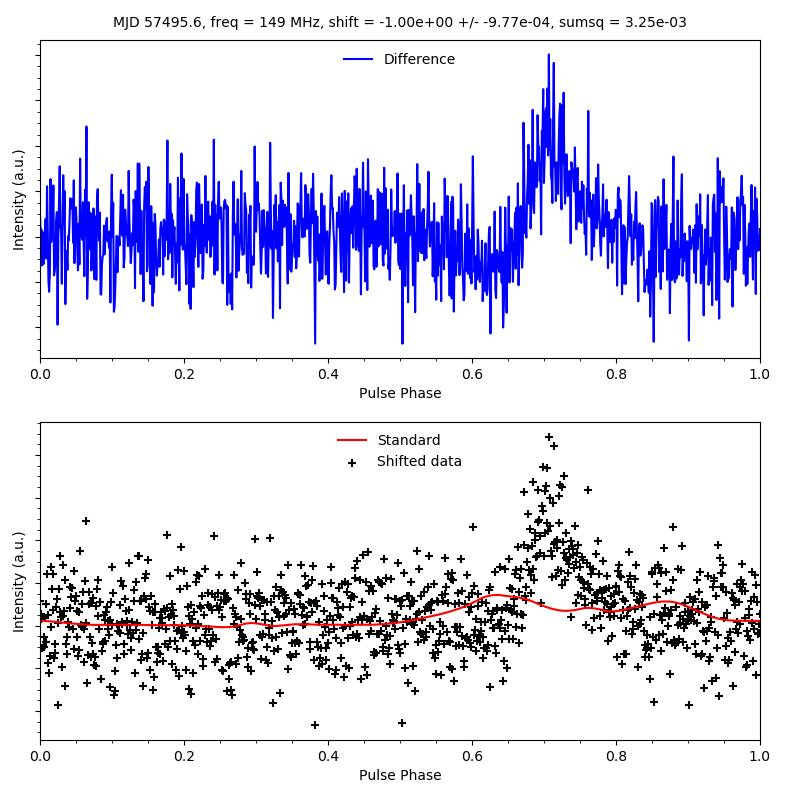 MJD 57495.6, freq = 149 MHz, shift = -1.00e+00 +/- -9.77e-04, sumsq = 3.25e-03
Difference
Intensity (a.u.)
0.0 0.2 0.4 0.6 0.8 1.0
Pulse Phase
Standard
Shifted data
Intensity (a.u.)
0.0 0.2 0.4 0.6 0.8 1.0
Pulse Phase